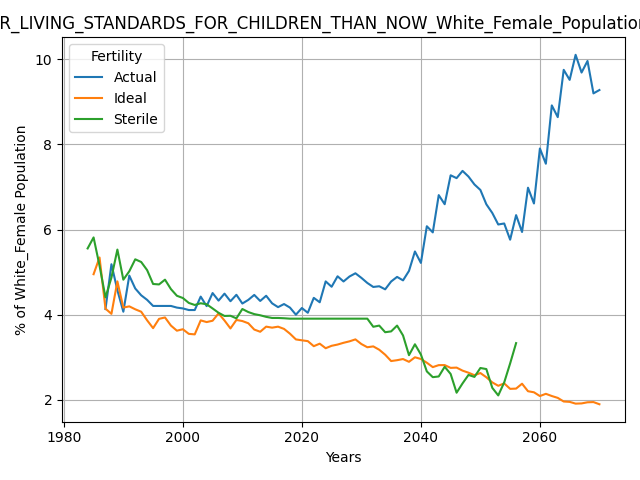 R_LIVING_STANDARDS_FOR_CHILDREN_THAN_NOW_White_Female_Population
Fertility
Actual
Ideal
Sterile
% of White_Female Population
10
8
6
4
2
1980 2000 2020 2040 2060
Years